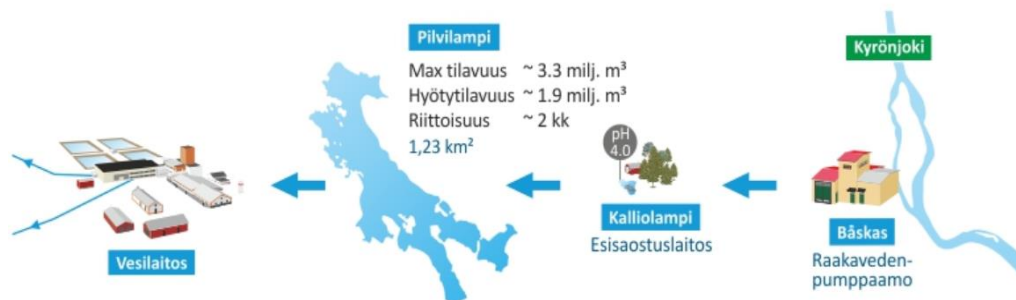 Pilvilampi
Max tilavuus ~ 3.3 milj. m³
Hyötytilavuus ~ 1.9 milj. m³
Riittoisuus ~ 2 kk
1,23 km²
Kyrönjoki
pH
4.0
Kalliolampi
Esisaostuslaitos
Båskas
Raakaveden-
pumppaamo
Vesilaitos